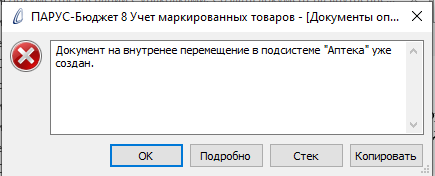 ПАРУС-Бюджет 8 Учет маркированных товаров - [Документы оп...
Документ на внутренее перемещение в подсистеме "Аптека" уже
создан.
ОК
Подробно
Стек
Копировать